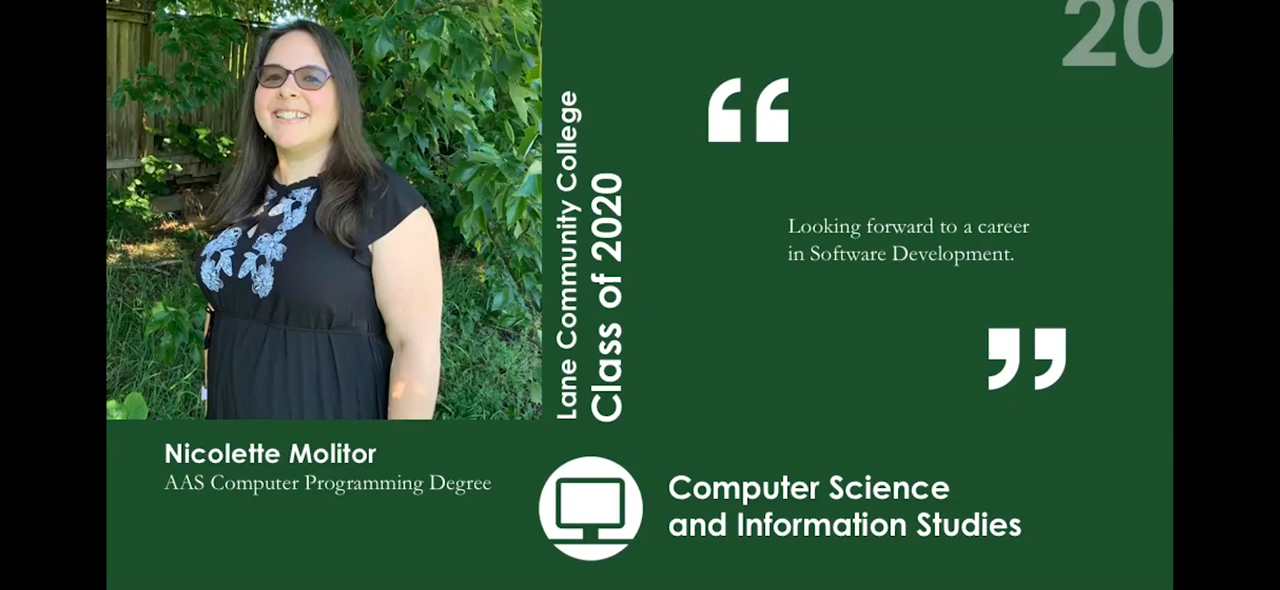 20
Lane Community College
Class of 2020
“
Looking forward to a career
in Software Development.
”
Nicolette Molitor
AAS Computer Programming Degree
Computer Science
and Information Studies